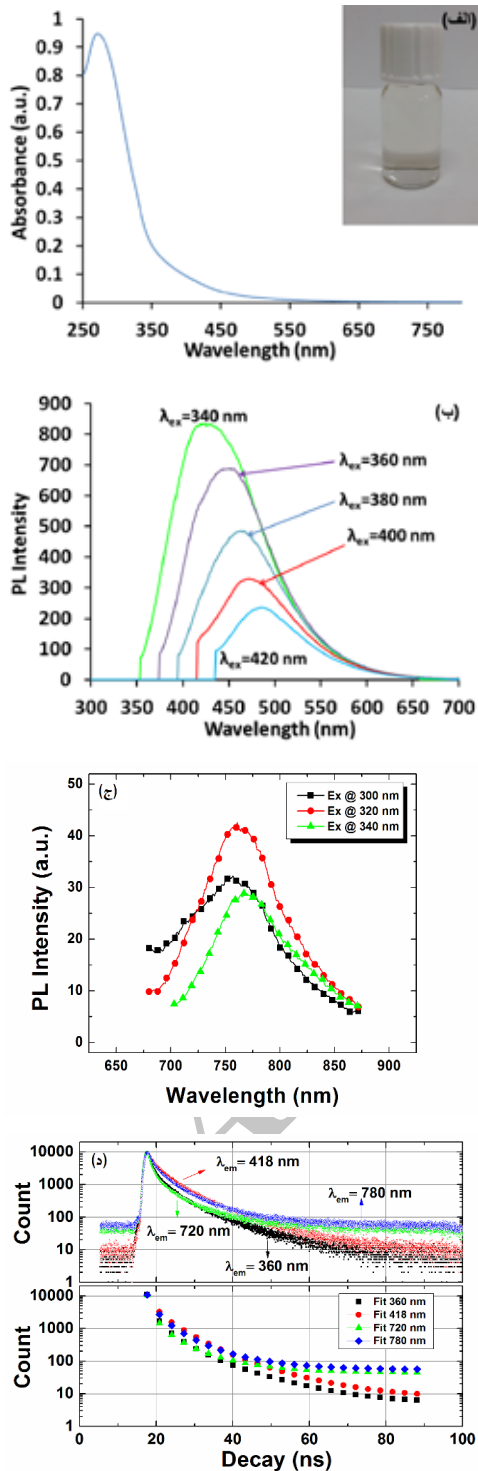 (الف)
1
0.9
0.8
0.7
0.6
0.5
0.4
0.3
0.2
0.1
0
Absorbance (a.u.)
250 350 450 550 650 750
Wavelength (nm)
(ب)
900
800
700
600
500
400
300
200
100
0
PL Intensity
λex=340 nm
λex=360 nm
λex=380 nm
λex=400 nm
λex=420 nm
300 350 400 450 500 550 600 650 700
Wavelength (nm)
(ج)
50
40
30
20
10
0
PL Intensity (a.u.)
Ex @ 300 nm
Ex @ 320 nm
Ex @ 340 nm
650 700 750 800 850 900
Wavelength (nm)
(د)
10000
1000
100
10
1
Count
λem= 418 nm
λem= 780 nm
λem= 720 nm
λem= 360 nm
10000
1000
100
10
1
Count
Fit 360 nm
Fit 418 nm
Fit 720 nm
Fit 780 nm
0 20 40 60 80 100
Decay (ns)